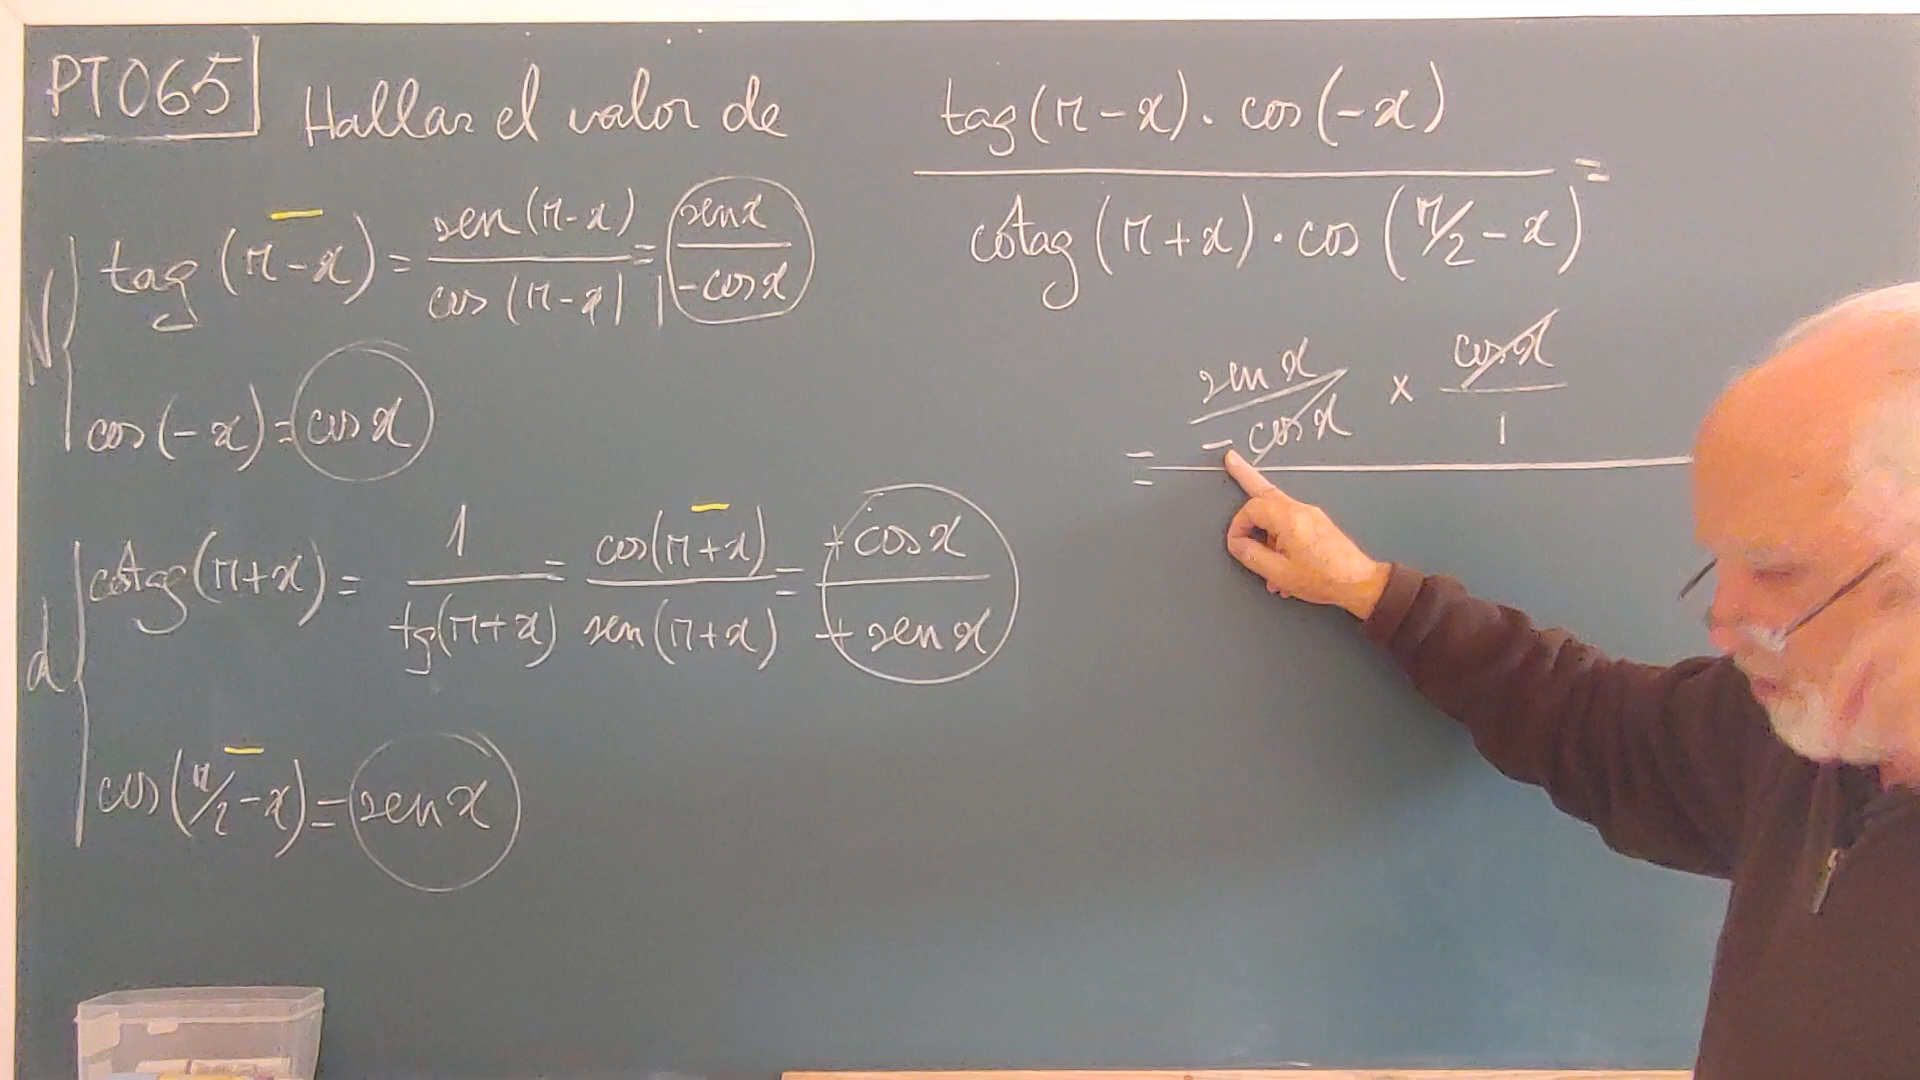 PT065 Hallar el valor de
tag(π-x) · cos(-x)
cotag(π+x) · cos(π/2-x) =
N
tag(π-x) = sen(π-x) / cos(π-x) = senx / -cosx
cos(-x) = cosx
senx / -cosx × cosx / 1
=
d
cotag(π+x) = 1 / tg(π+x) = cos(π+x) / sen(π+x) = +cosx / +senx
cos(π/2-x) = senx